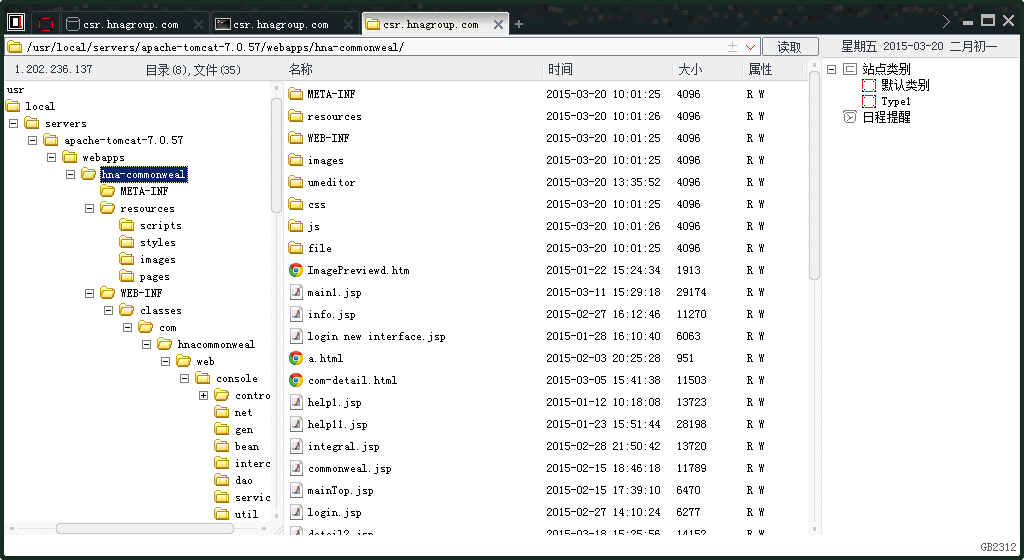 csr.hnagroup.com
csr.hnagroup.com
csr.hnagroup.com
/usr/local/servers/apache-tomcat-7.0.57/webapps/hna-commonweal/
读取
星期五 2015-03-20 二月初一
1.202.236.137 目录(8),文件(35)
名称 时间 大小 属性
usr
local
servers
apache-tomcat-7.0.57
webapps
hna-commonweal
META-INF
resources
scripts
styles
images
pages
WEB-INF
classes
com
hnacommonweal
web
console
contro
net
gen
bean
interc
dao
servic
util
META-INF 2015-03-20 10:01:25 4096 R W
resources 2015-03-20 10:01:26 4096 R W
WEB-INF 2015-03-20 10:01:25 4096 R W
images 2015-03-20 10:01:25 4096 R W
umeditor 2015-03-20 13:35:52 4096 R W
css 2015-03-20 10:01:25 4096 R W
js 2015-03-20 10:01:26 4096 R W
file 2015-03-20 10:01:25 4096 R W
ImagePreviewd.htm 2015-01-22 15:24:34 1913 R W
main1.jsp 2015-03-11 15:29:18 29174 R W
info.jsp 2015-02-27 16:12:46 11270 R W
login new interface.jsp 2015-01-28 16:10:40 6063 R W
a.html 2015-02-03 20:25:28 951 R W
com-detail.html 2015-03-05 15:41:38 11503 R W
help1.jsp 2015-01-12 10:18:08 13723 R W
help11.jsp 2015-01-23 15:51:44 28198 R W
integral.jsp 2015-02-28 21:50:42 13720 R W
commonweal.jsp 2015-02-15 18:46:18 11789 R W
mainTop.jsp 2015-02-15 17:39:10 6470 R W
login.jsp 2015-02-27 14:10:24 6277 R W
detail2.jsp 2015-03-18 15:25:56 14152 R W
站点类别
默认类别
Type1
日程提醒
GB2312